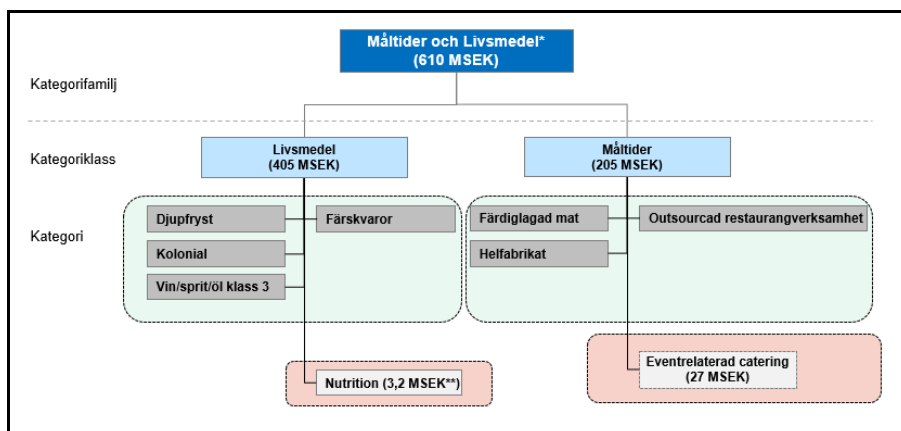 Måltider och Livsmedel*
(610 MSEK)
Kategorifamilj
Kategoriklass
Livsmedel
(405 MSEK)
Måltider
(205 MSEK)
Kategori
Djupfryst
Färskvaror
Kolonial
Vin/sprit/öl klass 3
Färdiglagad mat
Outsourcad restaurangverksamhet
Helfabrikat
Nutrition (3,2 MSEK**)
Eventrelaterad catering
(27 MSEK)